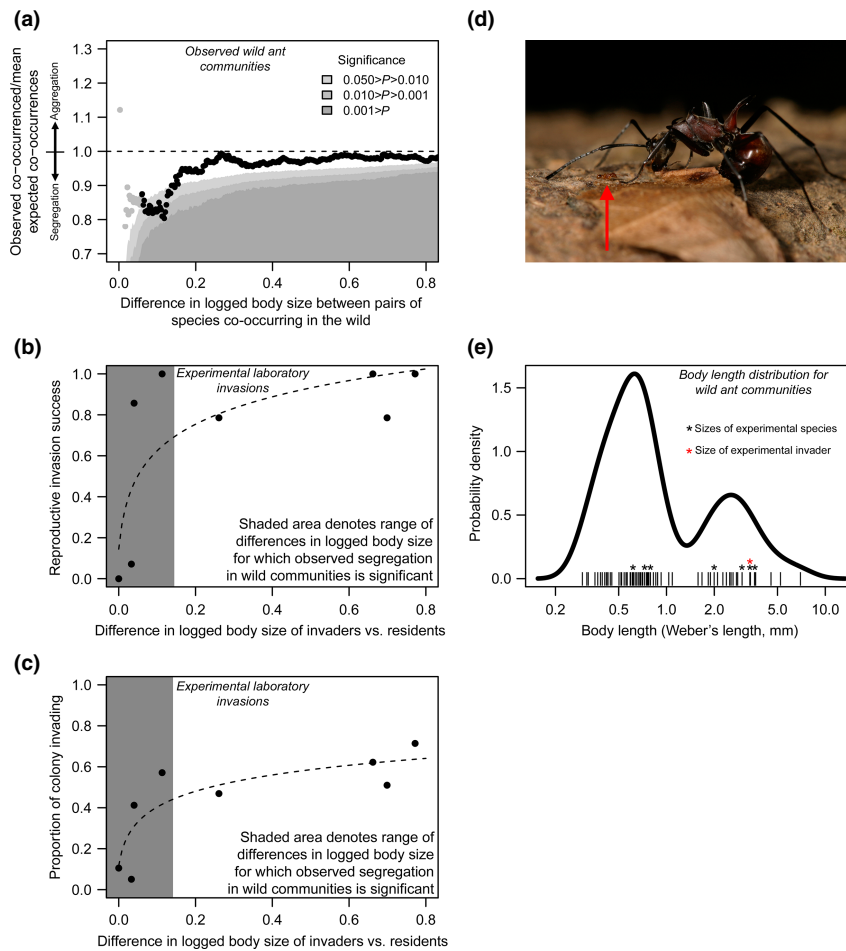 (a)
Observed co-occurrenced/mean
expected co-occurrences
Segregation
Aggregation
1.3
1.2
1.1
1.0
0.9
0.8
0.7
Observed wild ant
communities
Significance
0.050>P>0.010
0.010>P>0.001
0.001>P
0.0 0.2 0.4 0.6 0.8
Difference in logged body size between pairs of
species co-occurring in the wild
(d)
(b)
Reproductive invasion success
1.0
0.8
0.6
0.4
0.2
0.0
Experimental laboratory
invasions
Shaded area denotes range of
differences in logged body size
for which observed segregation
in wild communities is significant
0.0 0.2 0.4 0.6 0.8
Difference in logged body size of invaders vs. residents
(e)
Probability density
1.5
1.0
0.5
0.0
Body length distribution for
wild ant communities
* Sizes of experimental species
* Size of experimental invader
* * * * * * * *
0.2 0.5 1.0 2.0 5.0 10.0
Body length (Weber's length, mm)
(c)
Proportion of colony invading
1.0
0.8
0.6
0.4
0.2
0.0
Experimental laboratory
invasions
Shaded area denotes range of
differences in logged body size
for which observed segregation
in wild communities is significant
0.0 0.2 0.4 0.6 0.8
Difference in logged body size of invaders vs. residents